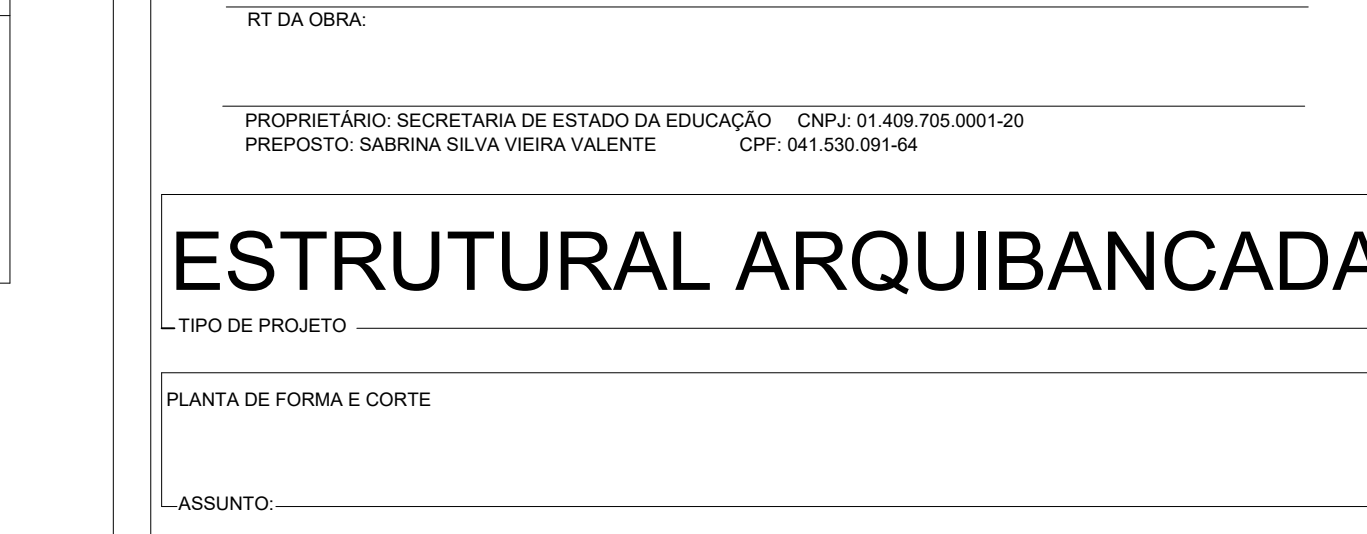 RT DA OBRA:
PROPRIETÁRIO: SECRETARIA DE ESTADO DA EDUCAÇÃO CNPJ: 01.409.705.0001-20
PREPOSTO: SABRINA SILVA VIEIRA VALENTE CPF: 041.530.091-64
ESTRUTURAL ARQUIBANCADA
TIPO DE PROJETO
PLANTA DE FORMA E CORTE
ASSUNTO: